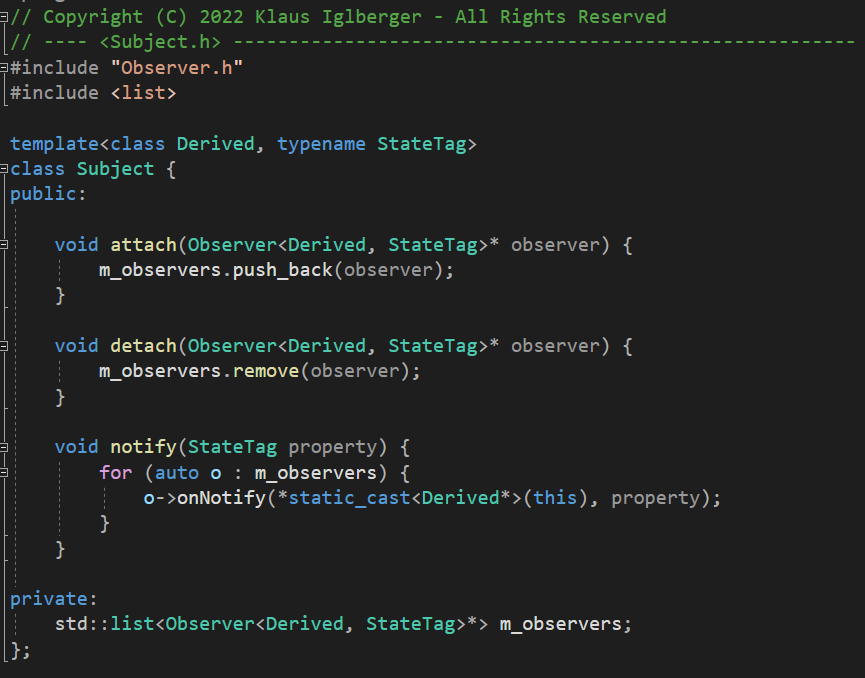 // Copyright (C) 2022 Klaus Iglberger - All Rights Reserved
// ---- <Subject.h> --------------------------------------------------------
#include "Observer.h"
#include <list>

template<class Derived, typename StateTag>
class Subject {
public:

    void attach(Observer<Derived, StateTag>* observer) {
        m_observers.push_back(observer);
    }

    void detach(Observer<Derived, StateTag>* observer) {
        m_observers.remove(observer);
    }

    void notify(StateTag property) {
        for (auto o : m_observers) {
            o->onNotify(*static_cast<Derived*>(this), property);
        }
    }

private:
    std::list<Observer<Derived, StateTag>*> m_observers;
};